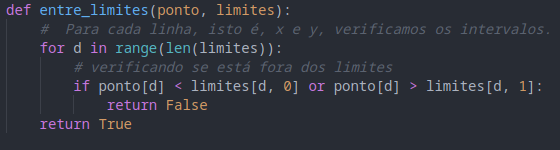 def entre_limites(ponto, limites):
    #  Para cada linha, isto é, x e y, verificamos os intervalos.
    for d in range(len(limites)):
        # verificando se está fora dos limites
        if ponto[d] < limites[d, 0] or ponto[d] > limites[d, 1]:
            return False
    return True